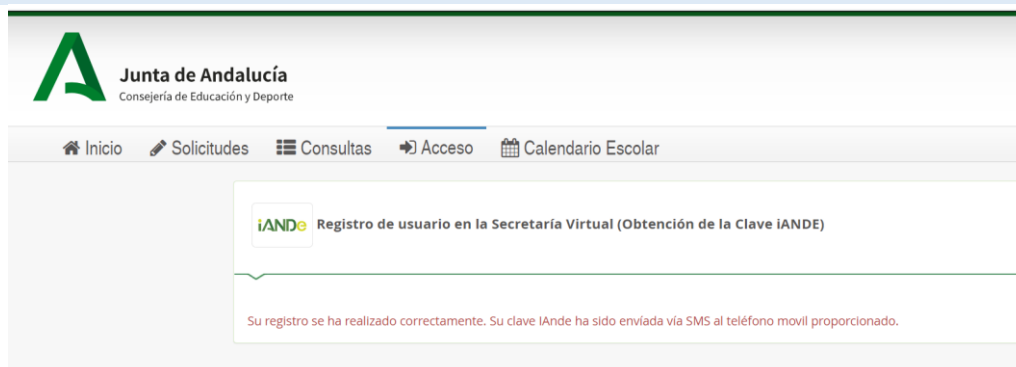 Junta de Andalucía
Consejería de Educación y Deporte
Inicio Solicitudes Consultas Acceso Calendario Escolar
iANDe Registro de usuario en la Secretaría Virtual (Obtención de la Clave iANDE)
Su registro se ha realizado correctamente. Su clave IAnde ha sido envíada vía SMS al teléfono movil proporcionado.